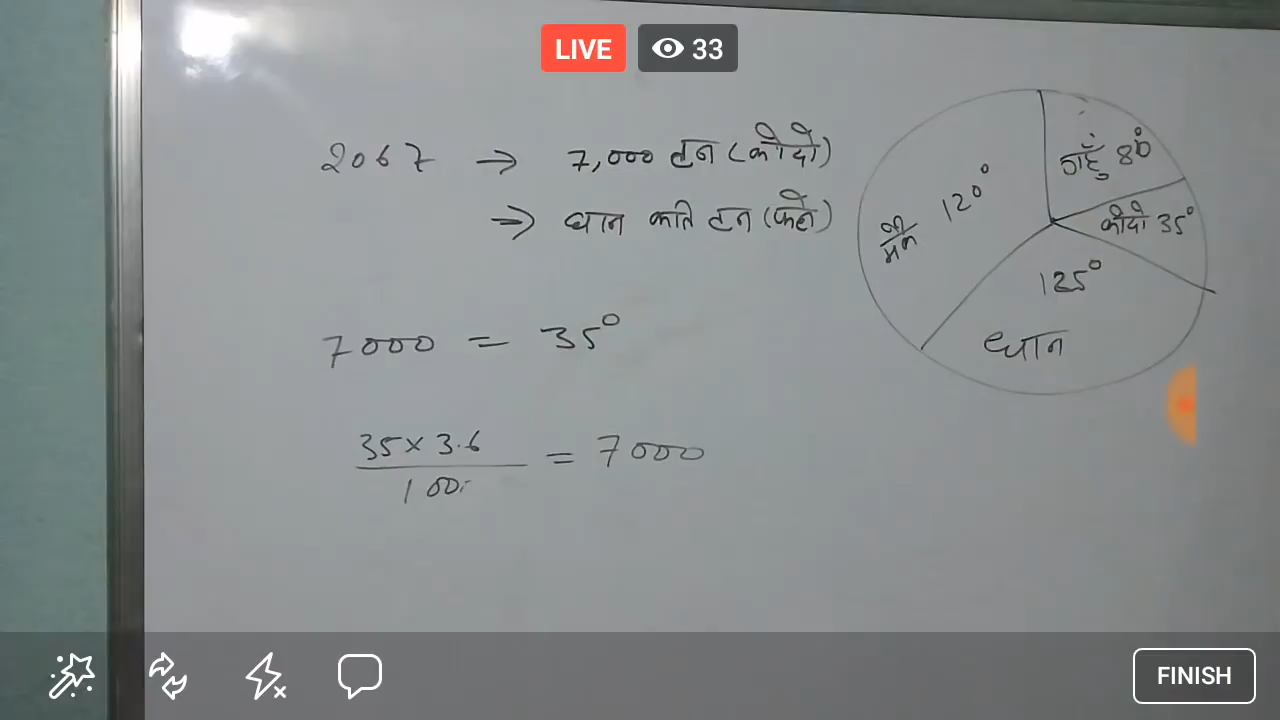 LIVE 33
2067 → 7,000 टन (कोदो)
⇒ धान कति टन (फले)
7000 = 35°
35 × 3.6 / 100 = 7000
गहुँ 80°
कोदो 35°
125°
धान
120°
मकै
FINISH